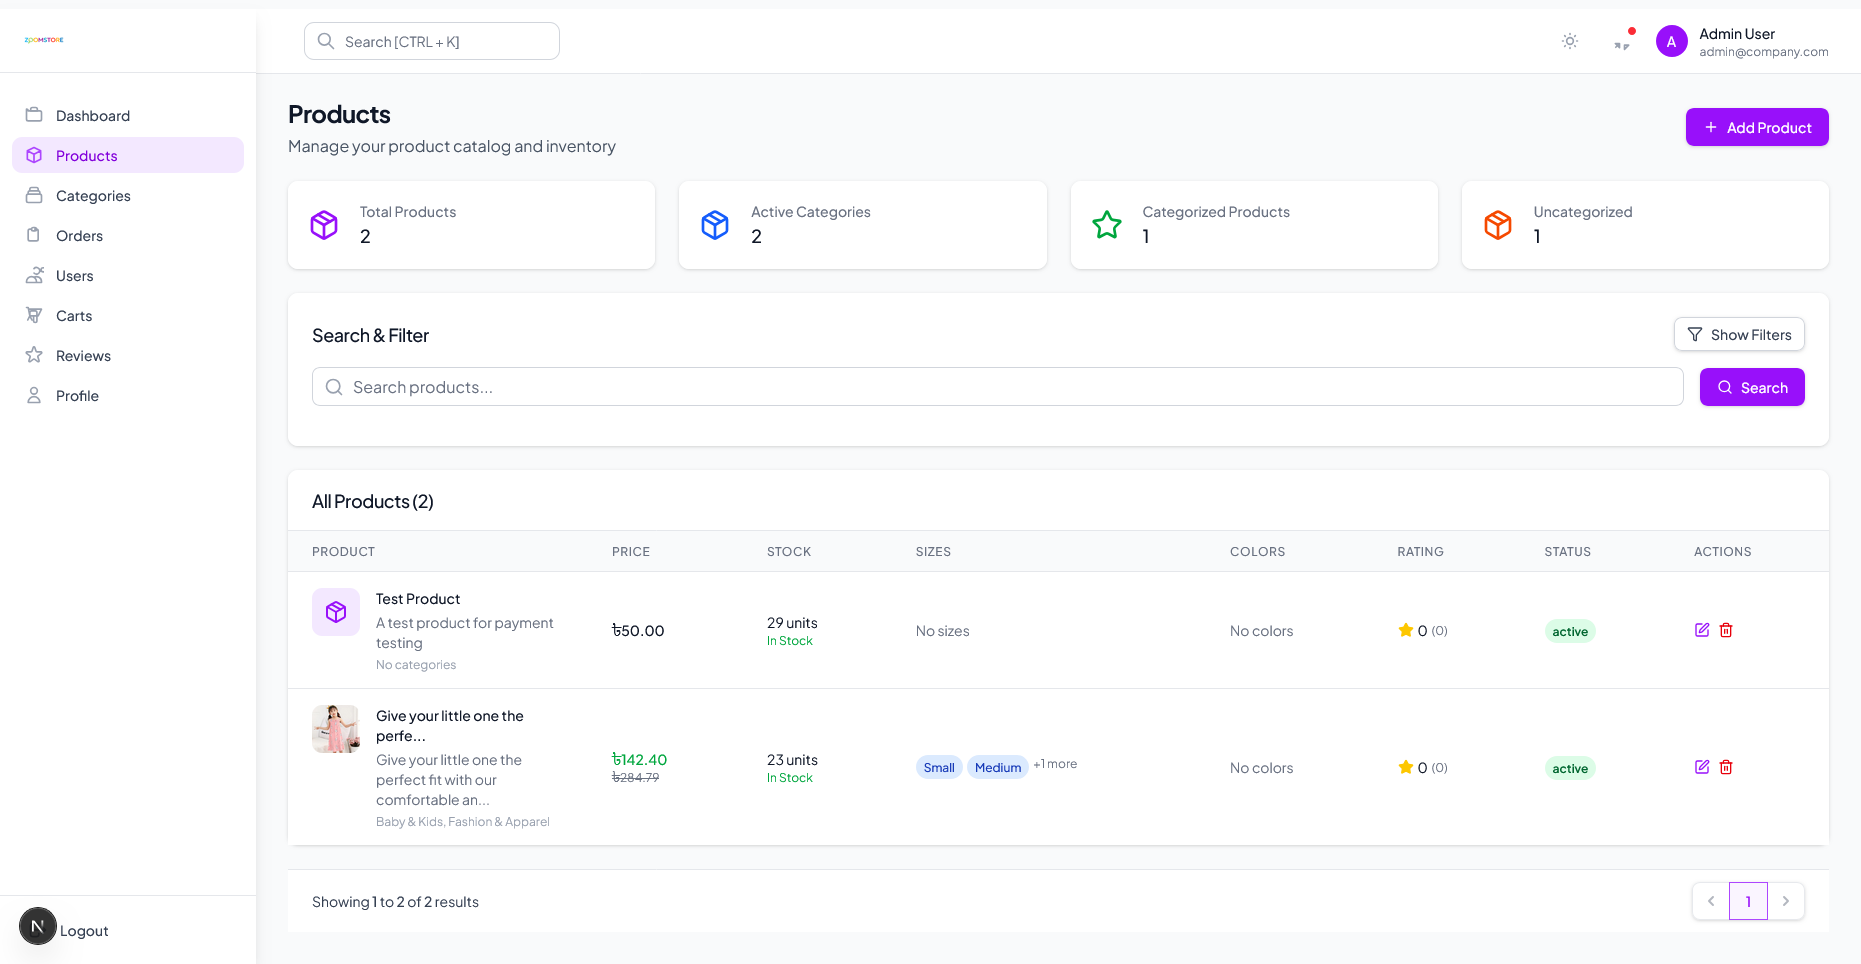 ZOOMSTORE
Search [CTRL + K]
A
Admin User
admin@company.com
Dashboard
Products
Categories
Orders
Users
Carts
Reviews
Profile
N
Logout
Products
Manage your product catalog and inventory
+ Add Product
Total Products
2
Active Categories
2
Categorized Products
1
Uncategorized
1
Search & Filter
Show Filters
Search products...
Search
All Products (2)
PRODUCT PRICE STOCK SIZES COLORS RATING STATUS ACTIONS
Test Product
A test product for payment
testing
No categories
৳50.00
29 units
In Stock
No sizes
No colors
0 (0)
active
Give your little one the
perfe...
Give your little one the
perfect fit with our
comfortable an...
Baby & Kids, Fashion & Apparel
৳142.40
৳284.79
23 units
In Stock
Small Medium +1 more
No colors
0 (0)
active
Showing 1 to 2 of 2 results
1